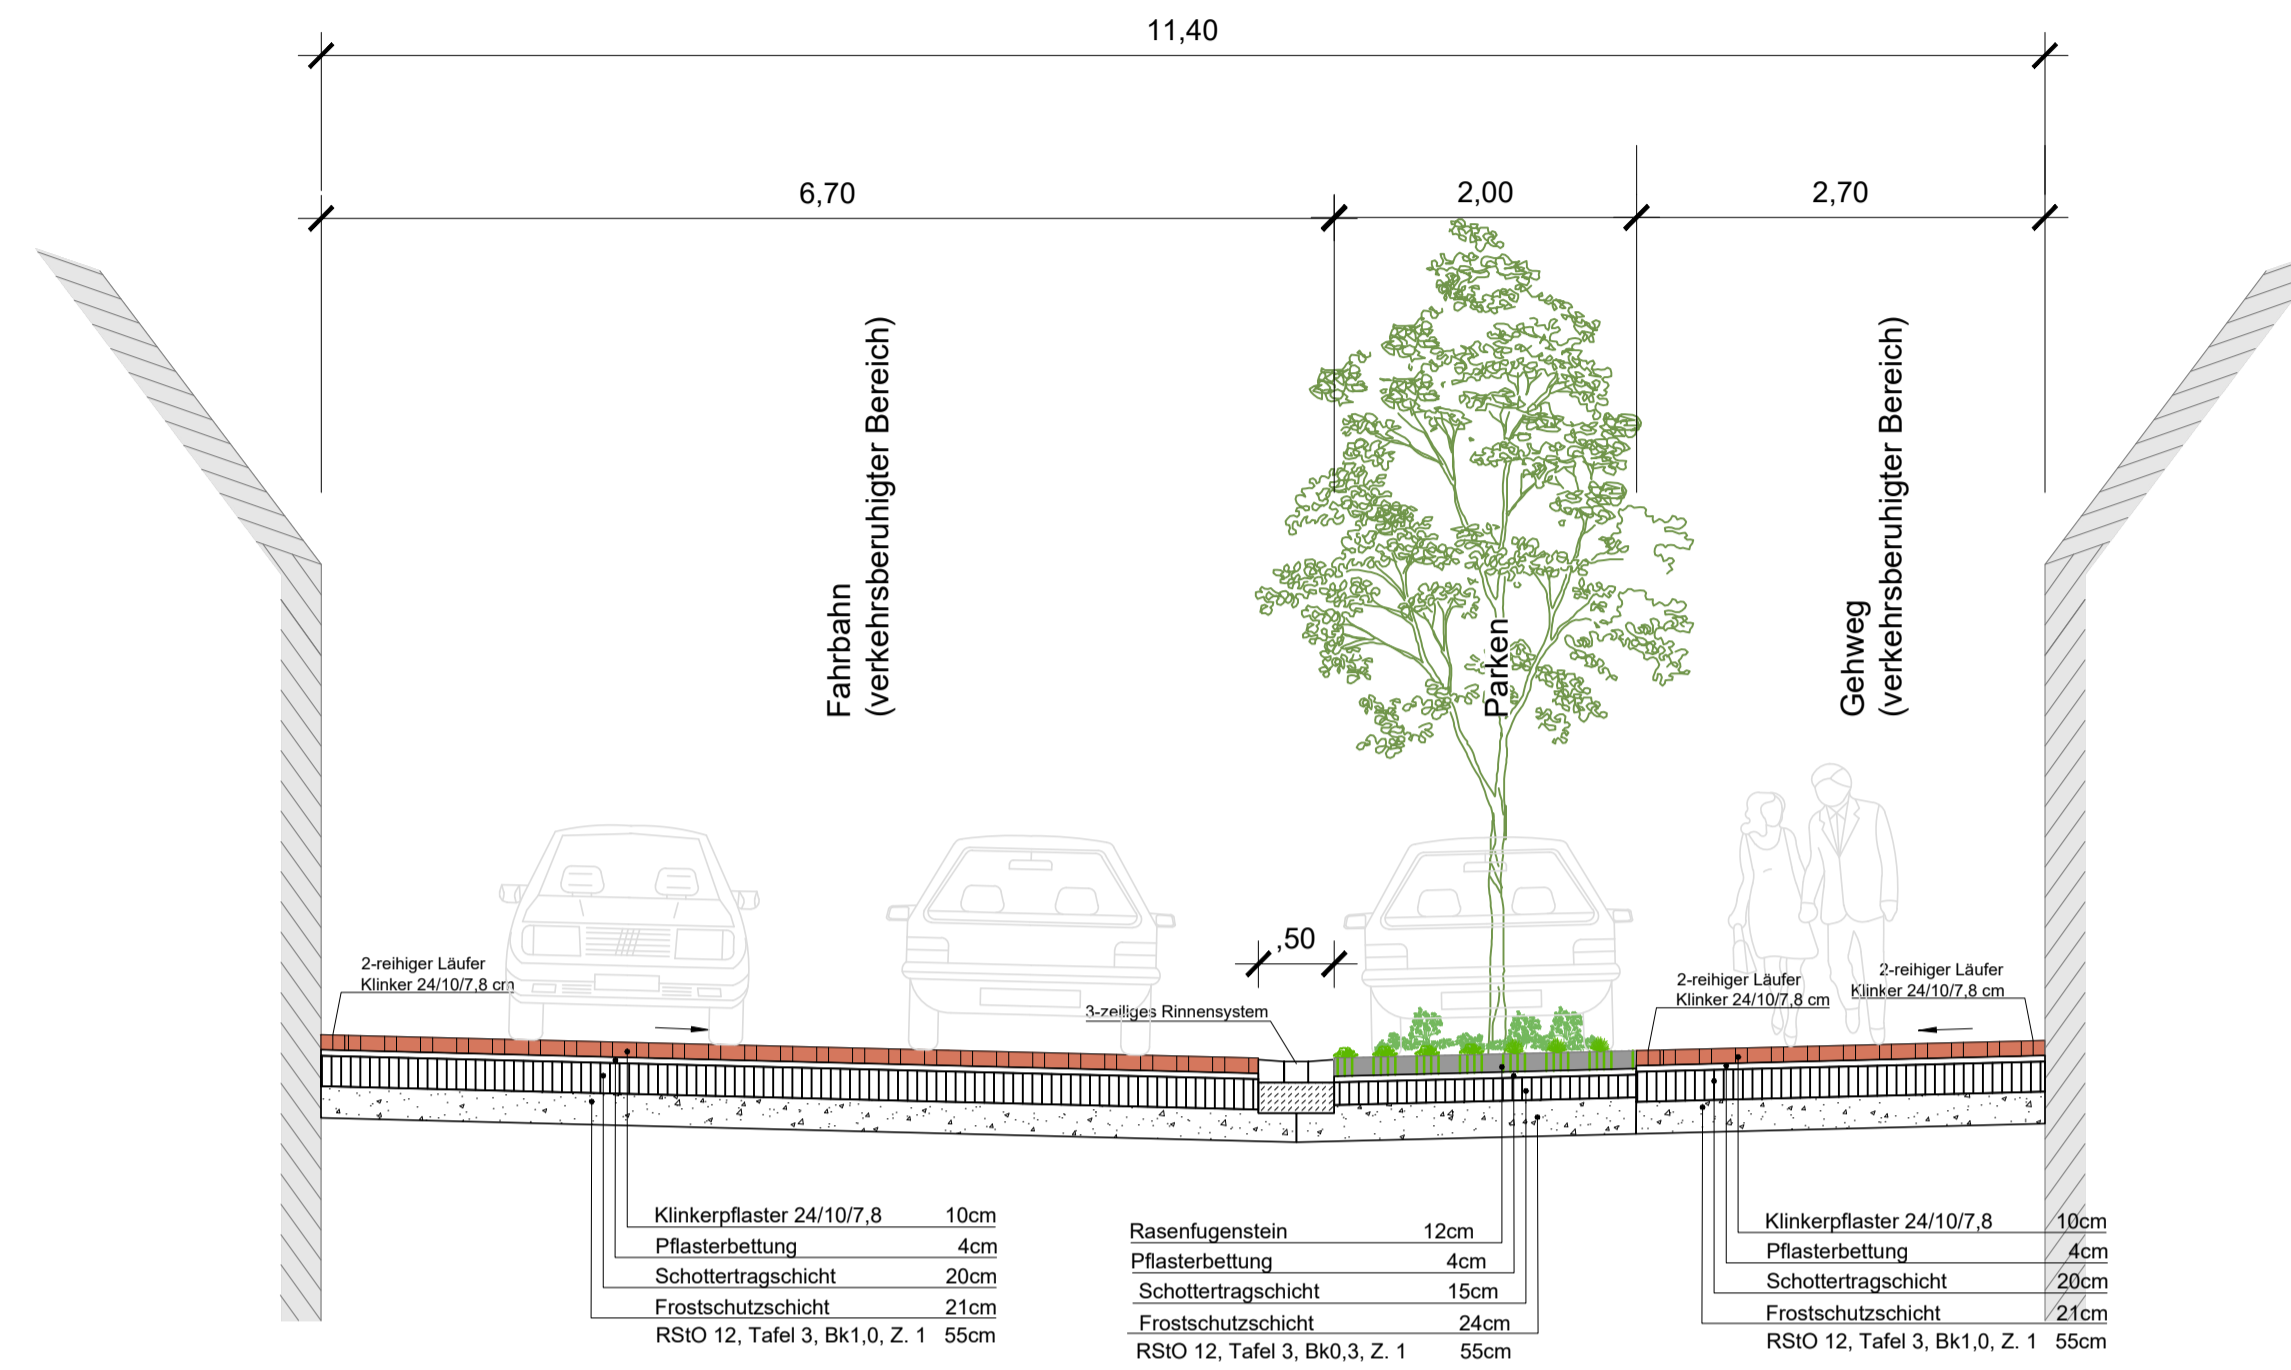 11,40
6,70
2,00
2,70
Fahrbahn
(verkehrsberuhigter Bereich)
Parken
Gehweg
(verkehrsberuhigter Bereich)
,50
2-reihiger Läufer
Klinker 24/10/7,8 cm
3-zeiliges Rinnensystem
2-reihiger Läufer
Klinker 24/10/7,8 cm
2-reihiger Läufer
Klinker 24/10/7,8 cm
Klinkerpflaster 24/10/7,8 10cm
Pflasterbettung 4cm
Schottertragschicht 20cm
Frostschutzschicht 21cm
RStO 12, Tafel 3, Bk1,0, Z. 1 55cm
Rasenfugenstein 12cm
Pflasterbettung 4cm
Schottertragschicht 15cm
Frostschutzschicht 24cm
RStO 12, Tafel 3, Bk0,3, Z. 1 55cm
Klinkerpflaster 24/10/7,8 10cm
Pflasterbettung 4cm
Schottertragschicht 20cm
Frostschutzschicht 21cm
RStO 12, Tafel 3, Bk1,0, Z. 1 55cm